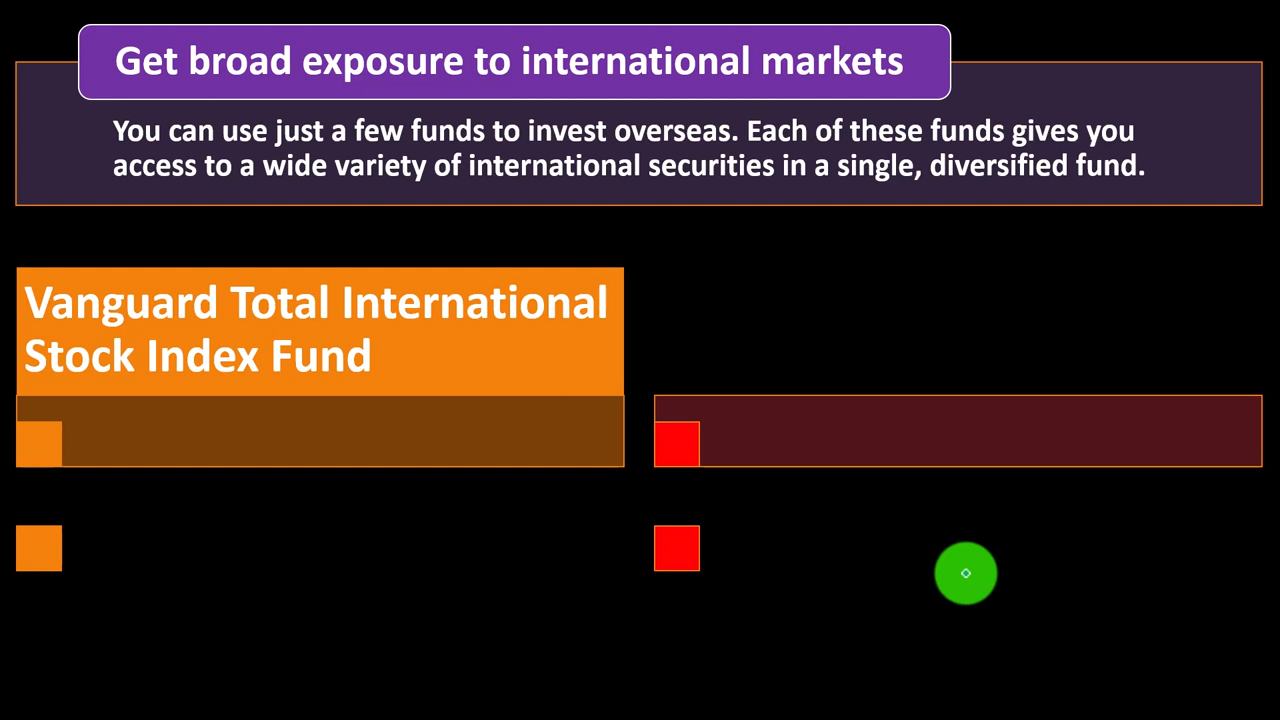 Get broad exposure to international markets
You can use just a few funds to invest overseas. Each of these funds gives you
access to a wide variety of international securities in a single, diversified fund.
Vanguard Total International
Stock Index Fund